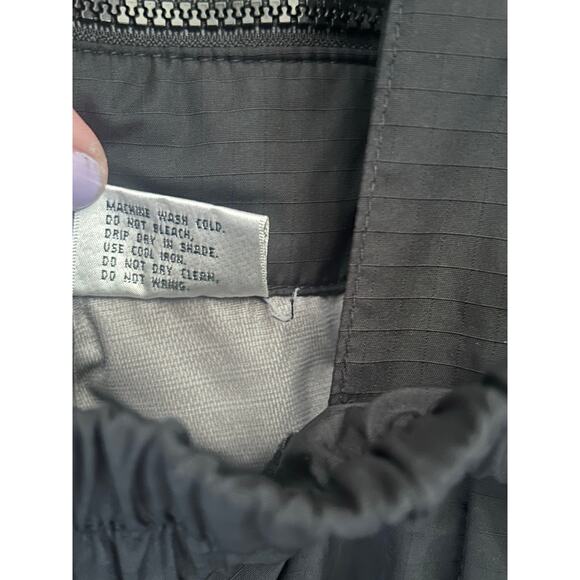 MACHINE WASH COLD.
DO NOT BLEACH.
DRIP DRY IN SHADE.
USE COOL IRON.
DO NOT DRY CLEAN.
DO NOT WRING.